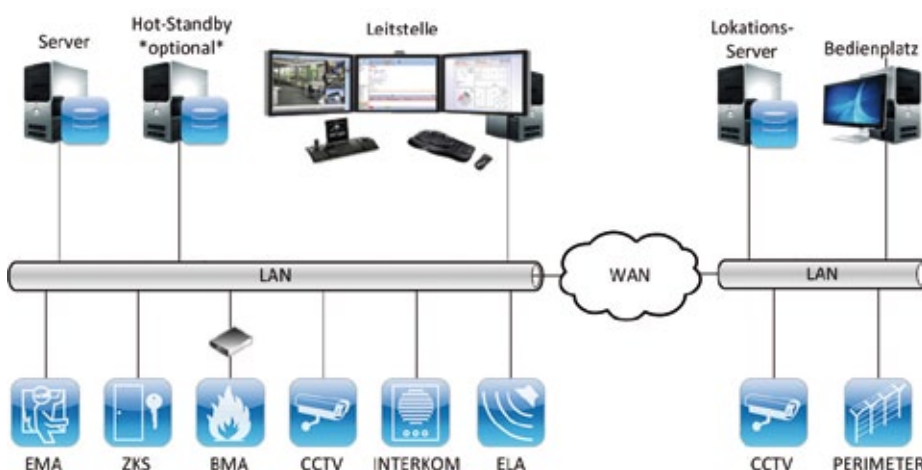 Server
Hot-Standby
*optional*
Leitstelle
Lokations-
Server
Bedienplatz
LAN
WAN
LAN
EMA
ZKS
BMA
CCTV
INTERKOM
ELA
CCTV
PERIMETER